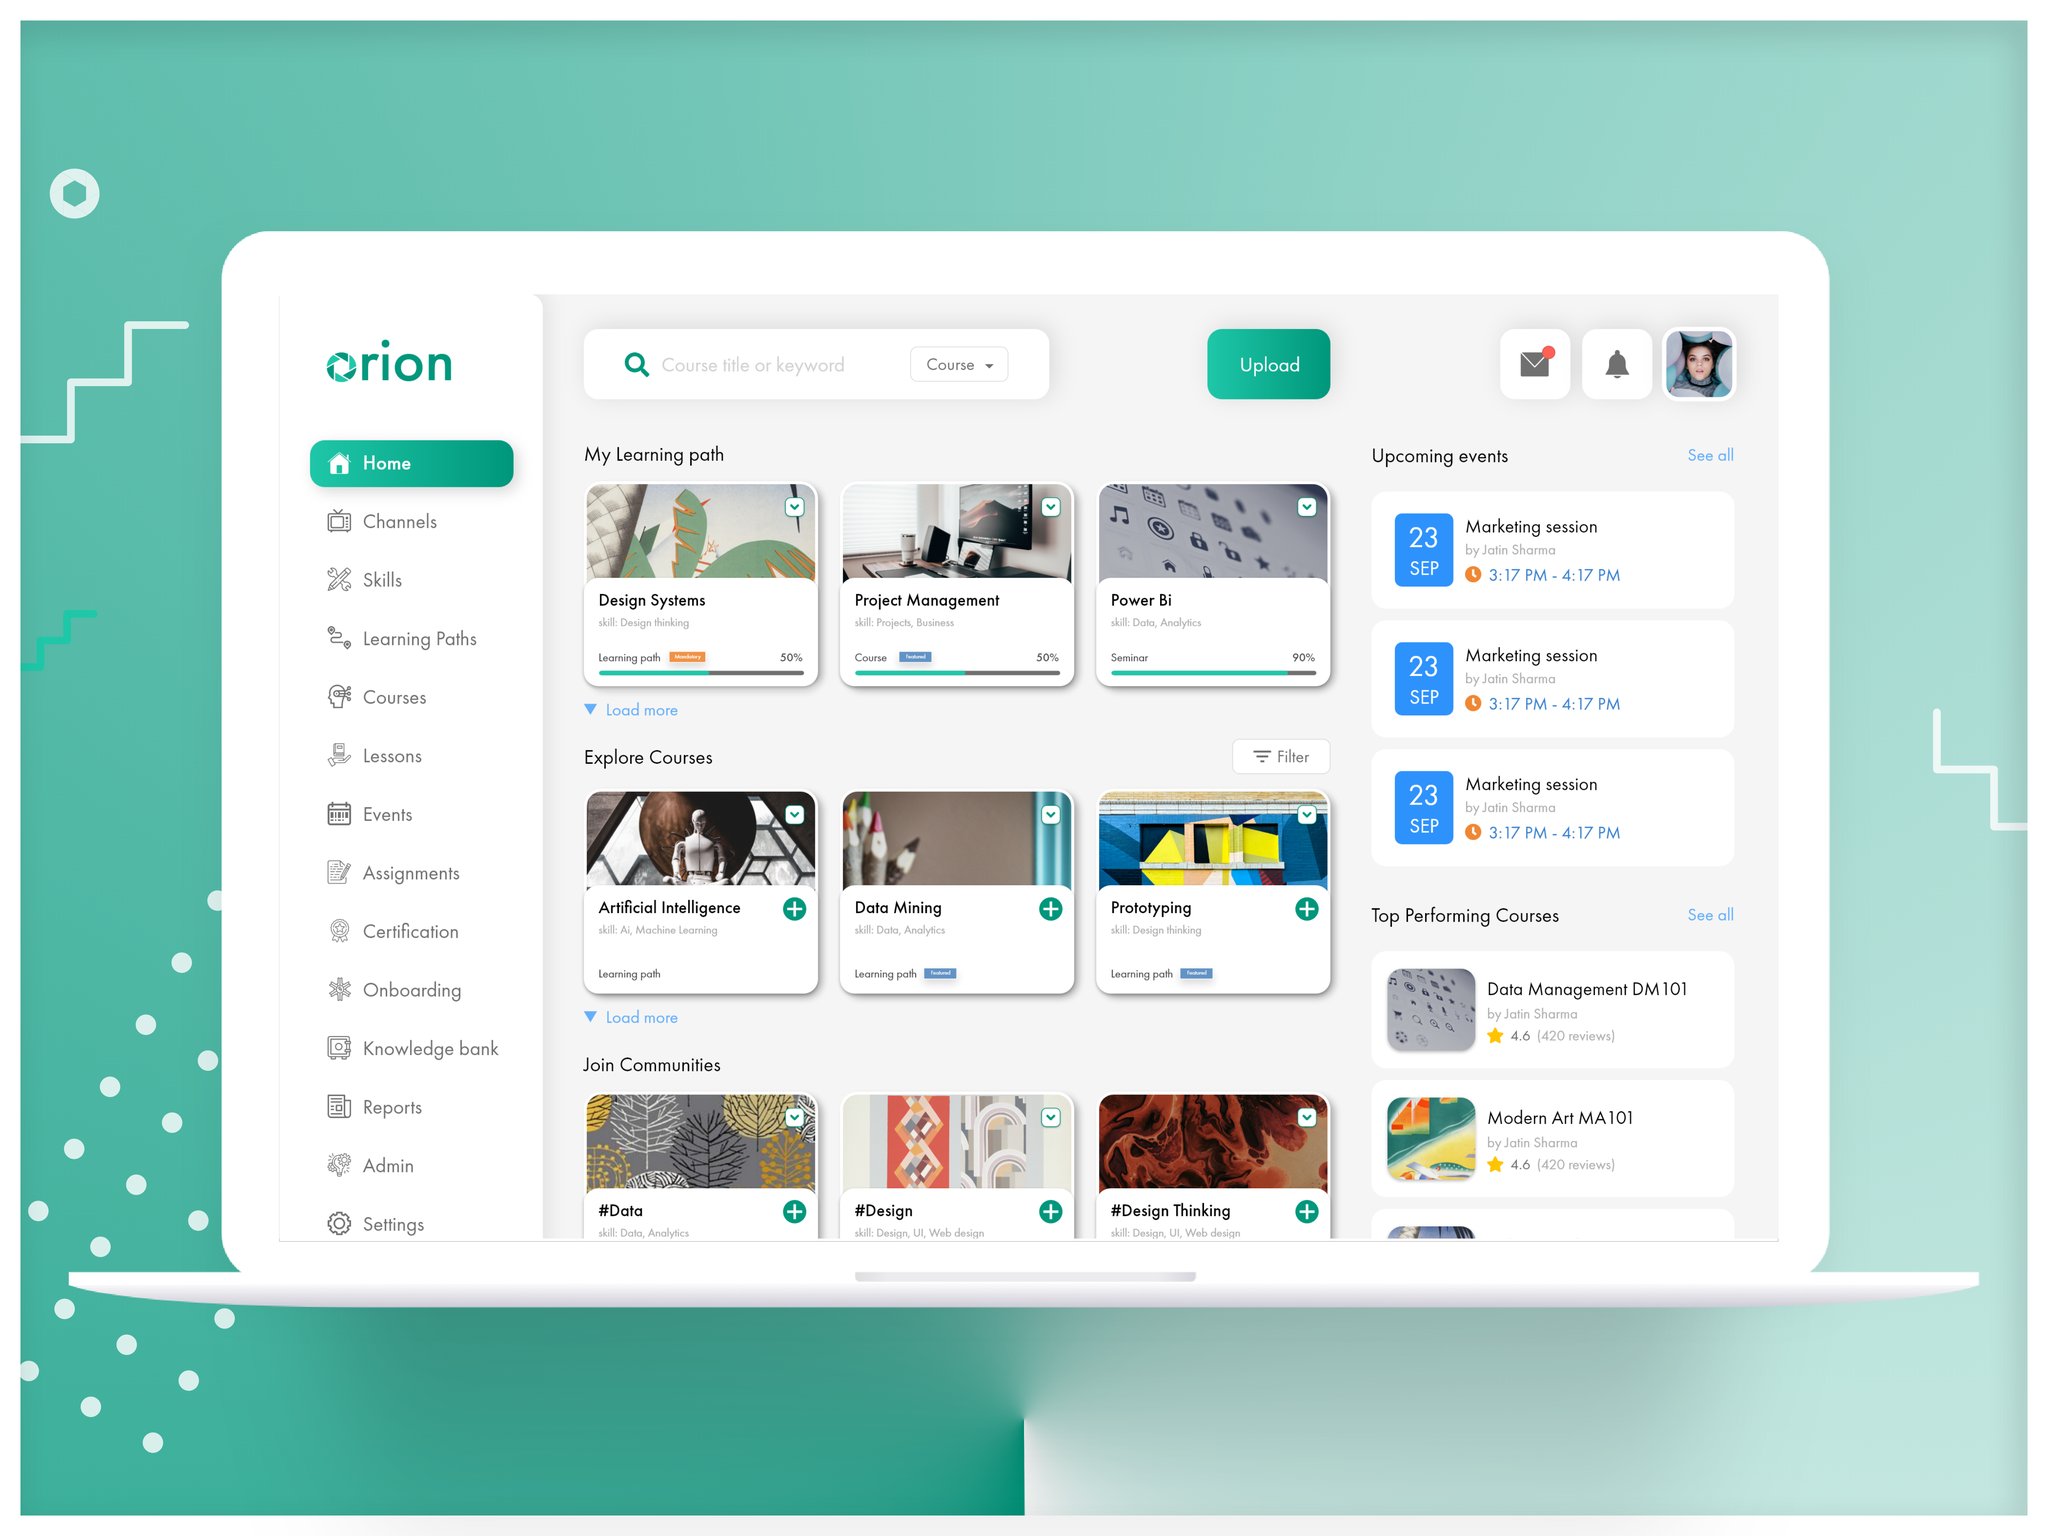 orion
Home
Channels
Skills
Learning Paths
Courses
Lessons
Events
Assignments
Certification
Onboarding
Knowledge bank
Reports
Admin
Settings
Course title or keyword
Course
Upload
My Learning path
Design Systems
skill: Design thinking
Learning path Mandatory 50%
Project Management
skill: Projects, Business
Course Featured 50%
Power Bi
skill: Data, Analytics
Seminar 90%
Load more
Explore Courses
Filter
Artificial Intelligence
skill: Ai, Machine Learning
Learning path
Data Mining
skill: Data, Analytics
Learning path Featured
Prototyping
skill: Design thinking
Learning path Featured
Load more
Join Communities
#Data
skill: Data, Analytics
#Design
skill: Design, UI, Web design
#Design Thinking
skill: Design, UI, Web design
Upcoming events
See all
23
SEP
Marketing session
by Jatin Sharma
3:17 PM - 4:17 PM
23
SEP
Marketing session
by Jatin Sharma
3:17 PM - 4:17 PM
23
SEP
Marketing session
by Jatin Sharma
3:17 PM - 4:17 PM
Top Performing Courses
See all
Data Management DM101
by Jatin Sharma
4.6 (420 reviews)
Modern Art MA101
by Jatin Sharma
4.6 (420 reviews)